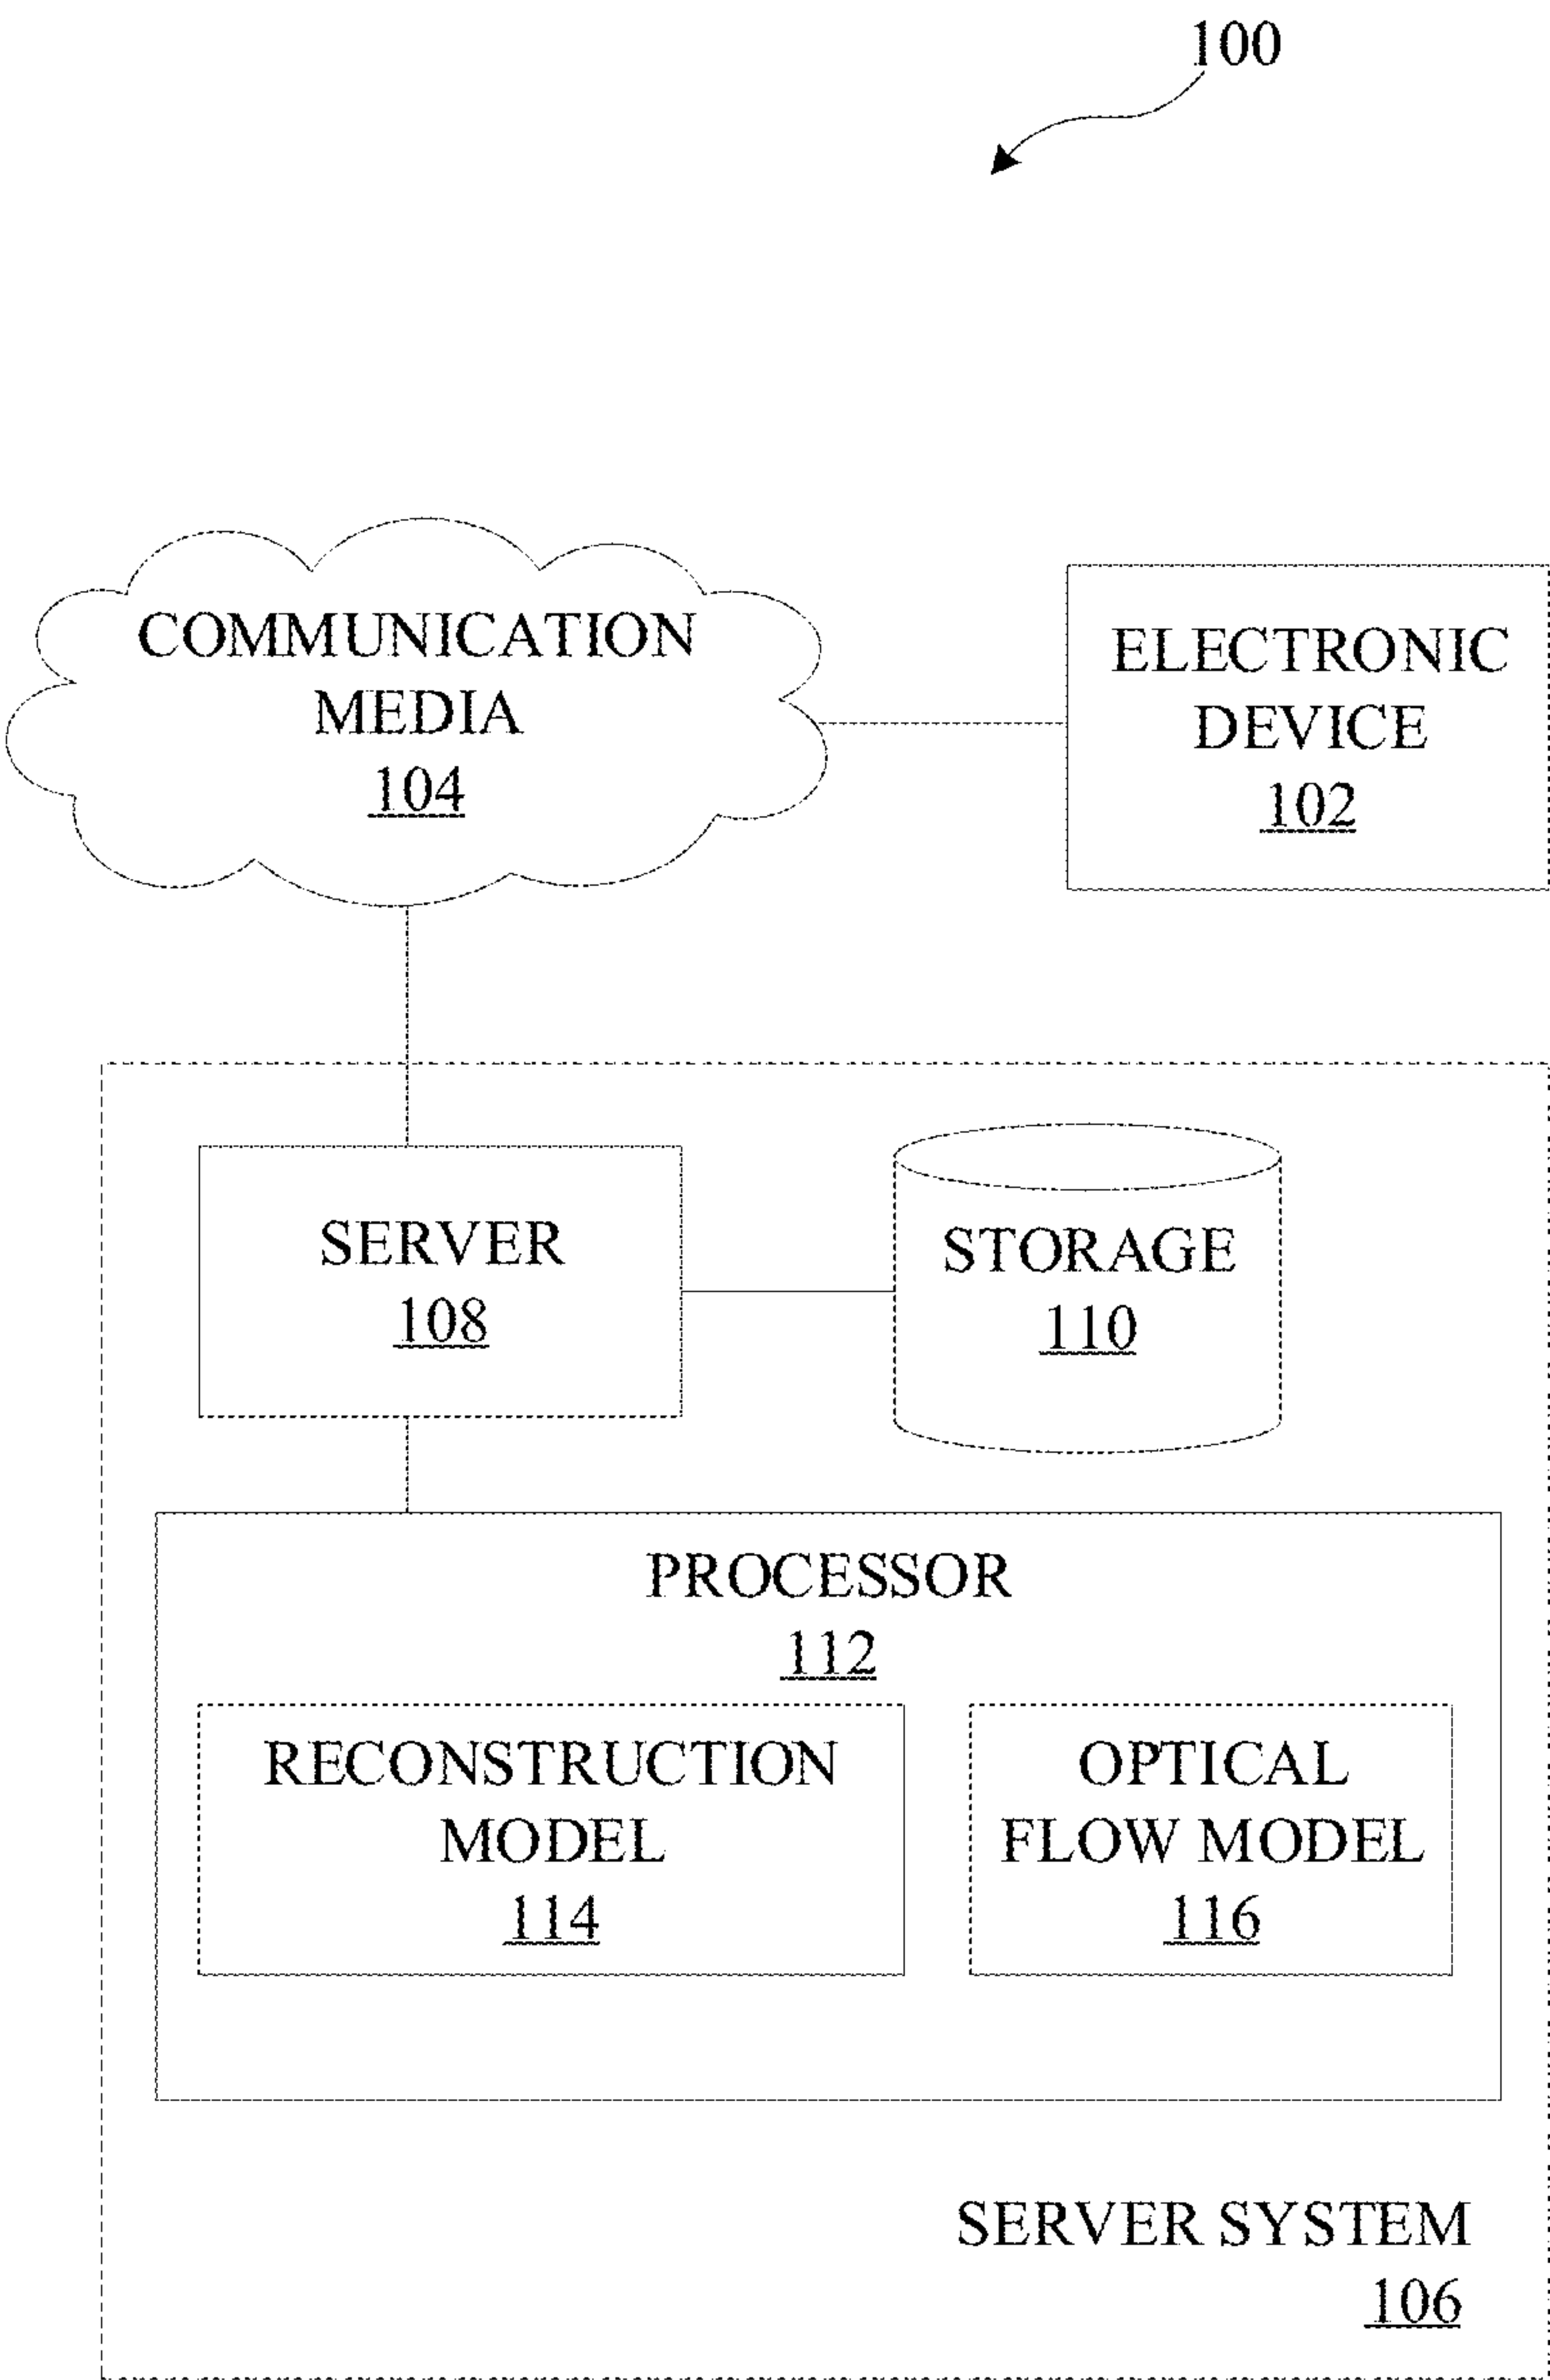 100
COMMUNICATION
MEDIA
104
ELECTRONIC
DEVICE
102
SERVER
108
STORAGE
110
PROCESSOR
112
RECONSTRUCTION
MODEL
114
OPTICAL
FLOW MODEL
116
SERVER SYSTEM
106